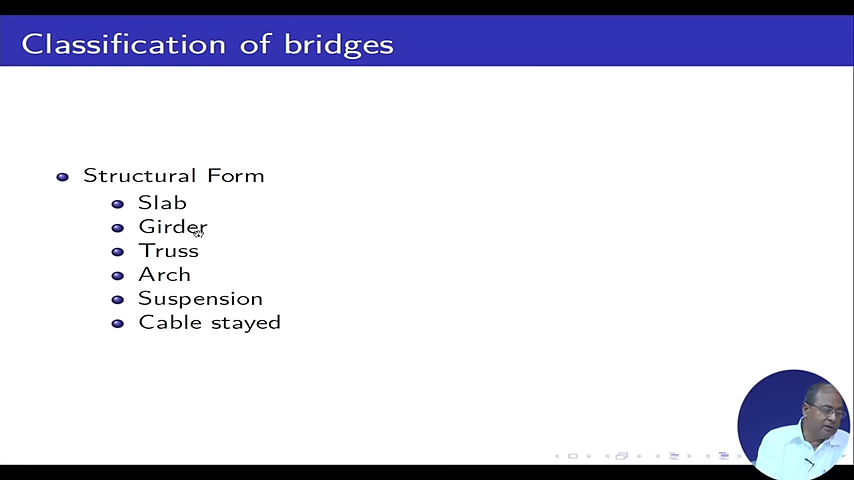 Classification of bridges
Structural Form
Slab
Girder
Truss
Arch
Suspension
Cable stayed